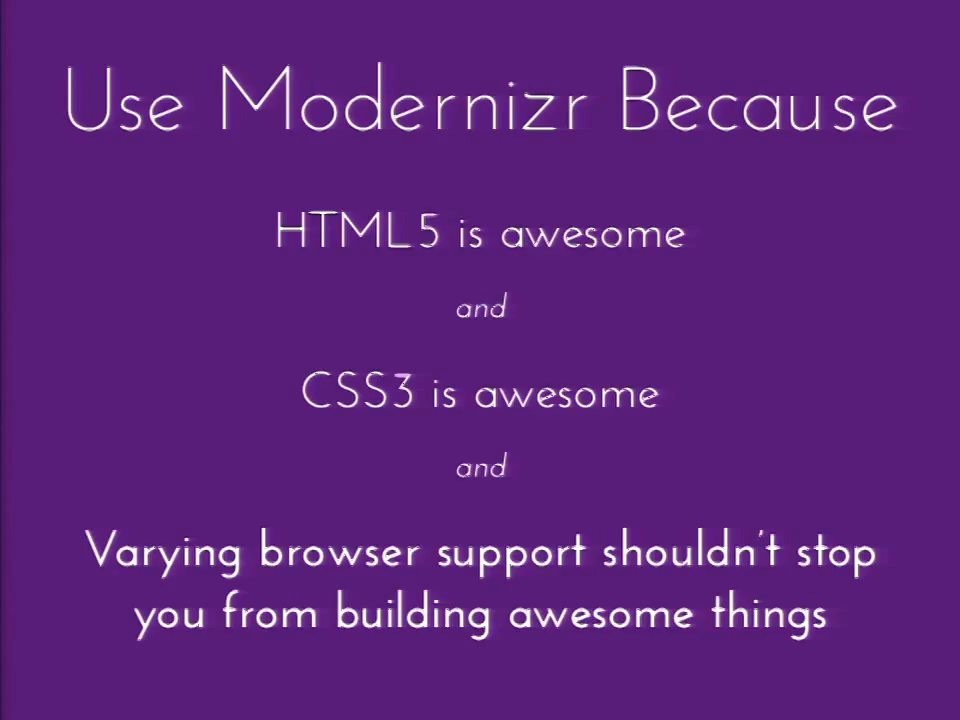 Use Modernizr Because
HTML5 is awesome
and
CSS3 is awesome
and
Varying browser support shouldn't stop
you from building awesome things